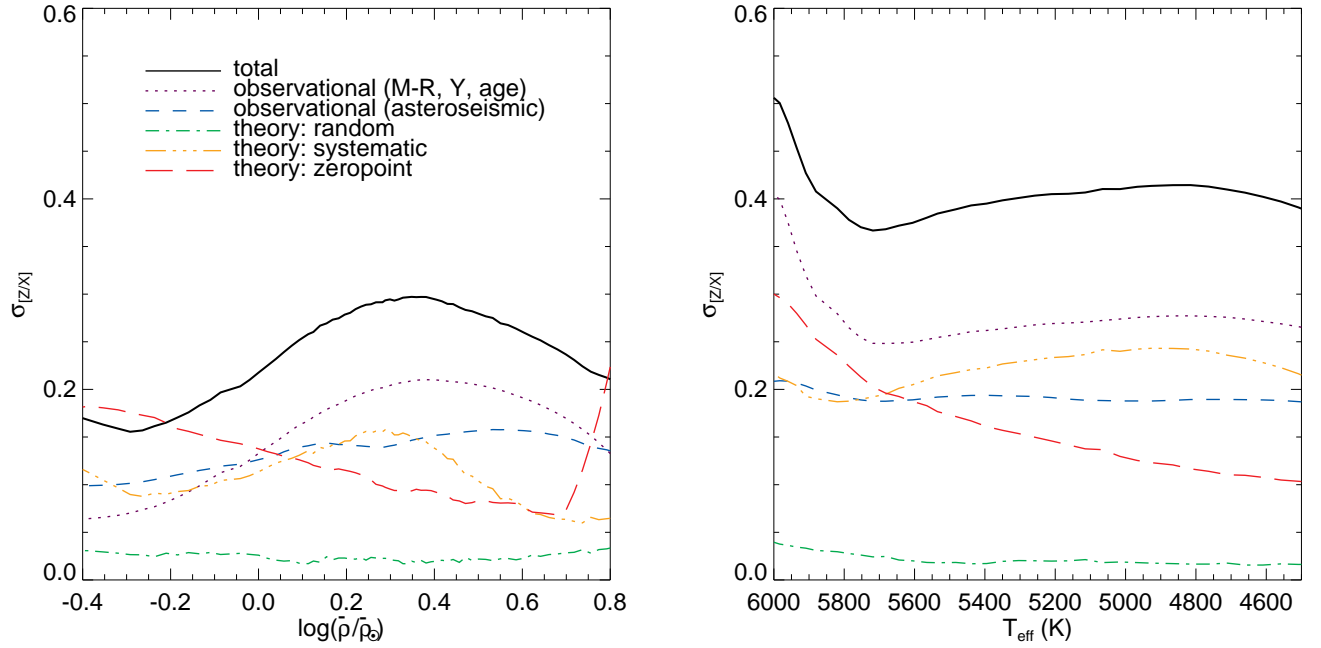 0.6
0.4
0.2
0.0
σ[Z/X]
total
observational (M-R, Y, age)
observational (asteroseismic)
theory: random
theory: systematic
theory: zeropoint
-0.4 -0.2 0.0 0.2 0.4 0.6 0.8
log(ρ̄/ρ̄⊙)
0.6
0.4
0.2
0.0
σ[Z/X]
6000 5800 5600 5400 5200 5000 4800 4600
Teff (K)